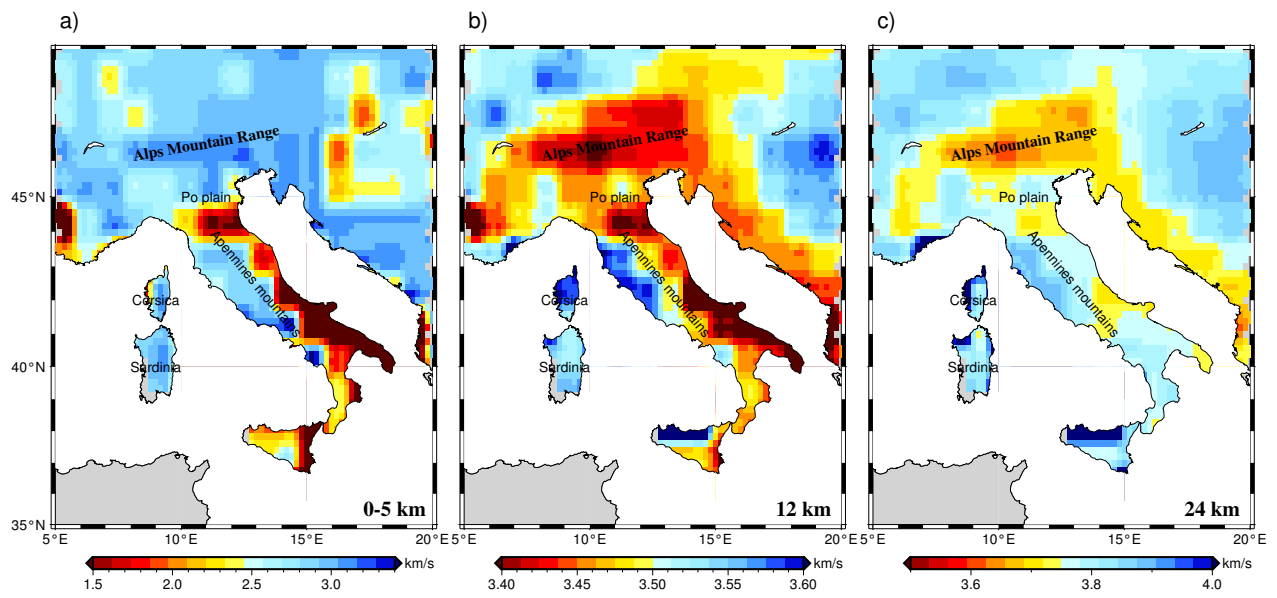 a)
b)
c)
Alps Mountain Range
Alps Mountain Range
Alps Mountain Range
45°N
Po plain
Po plain
Po plain
Apennines mountains
Apennines mountains
Apennines mountains
Corsica
Corsica
Corsica
40°N
Sardinia
Sardinia
Sardinia
0-5 km
12 km
24 km
35°N
5°E
10°E
15°E
20°E
5°E
10°E
15°E
20°E
5°E
10°E
15°E
20°E
1.5 2.0 2.5 3.0 km/s
3.40 3.45 3.50 3.55 3.60 km/s
3.6 3.8 4.0 km/s